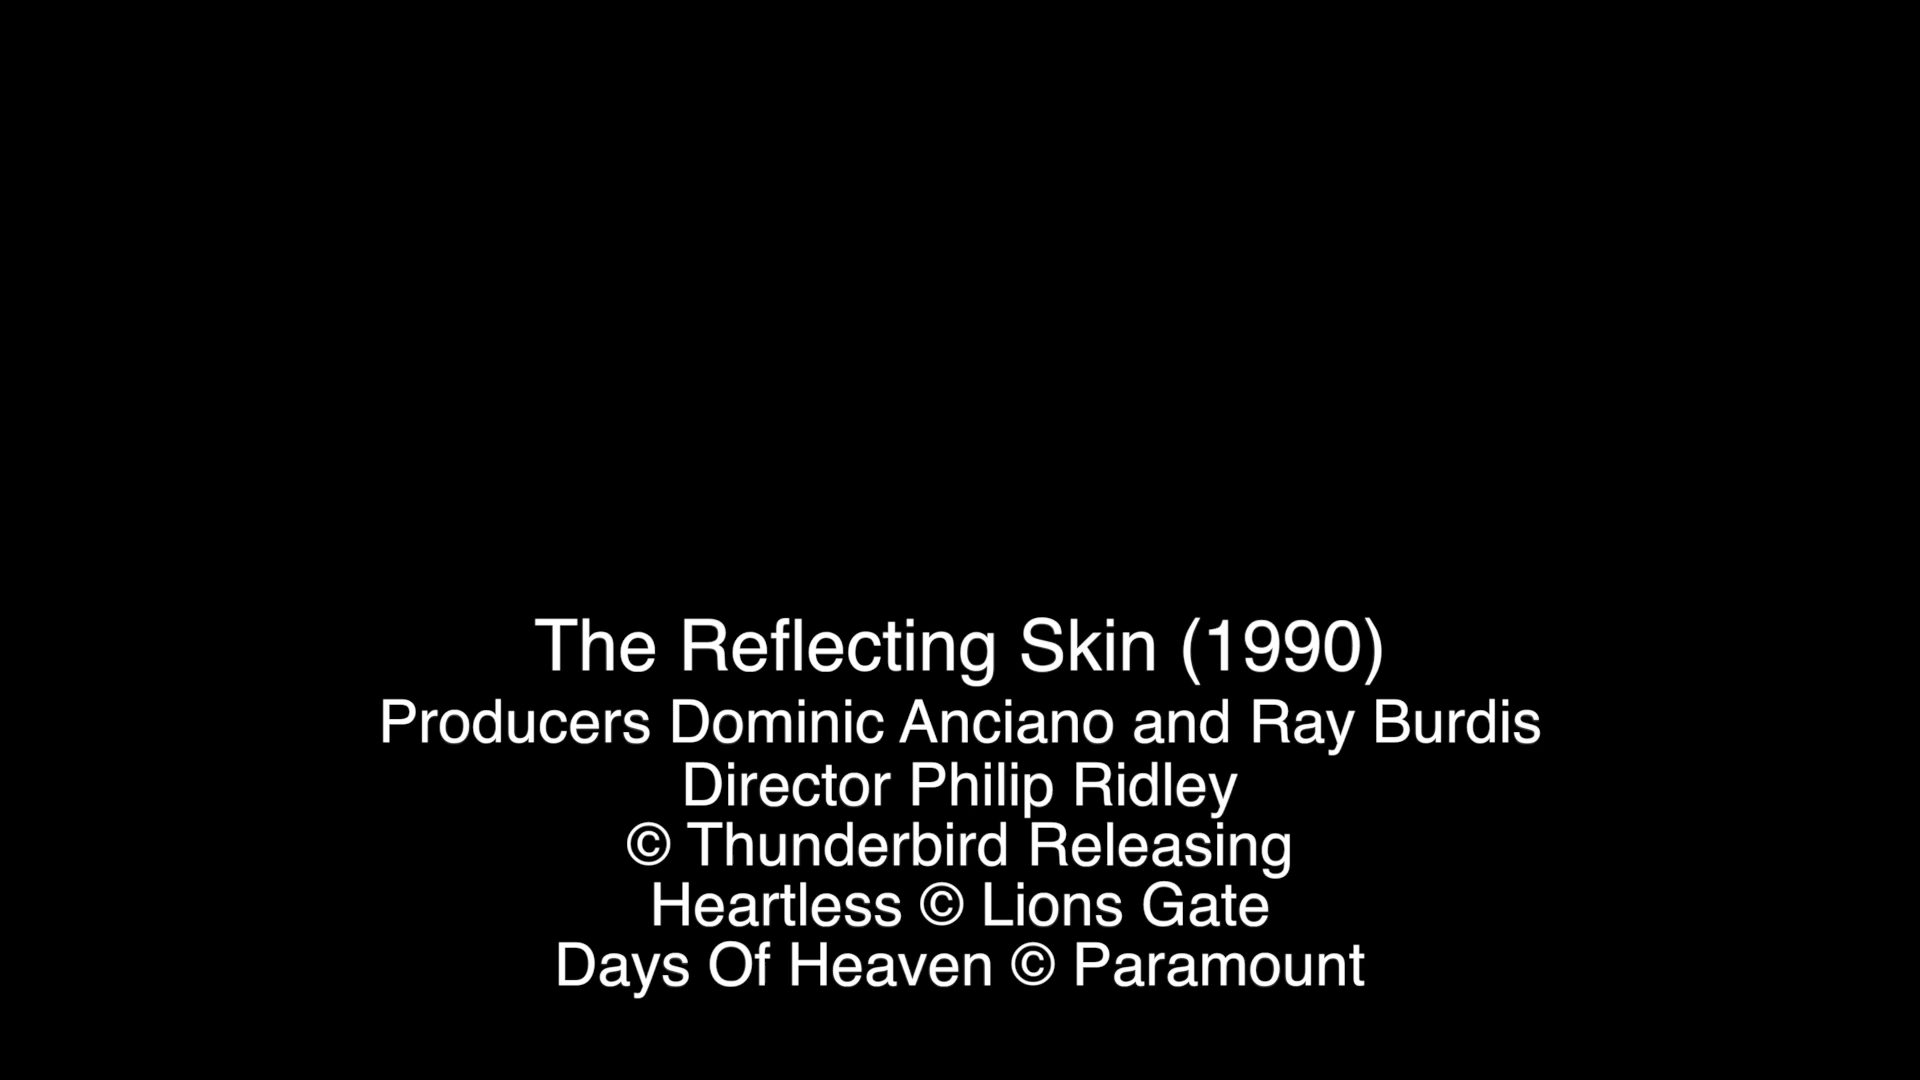 The Reflecting Skin (1990)
Producers Dominic Anciano and Ray Burdis
Director Philip Ridley
© Thunderbird Releasing
Heartless © Lions Gate
Days Of Heaven © Paramount